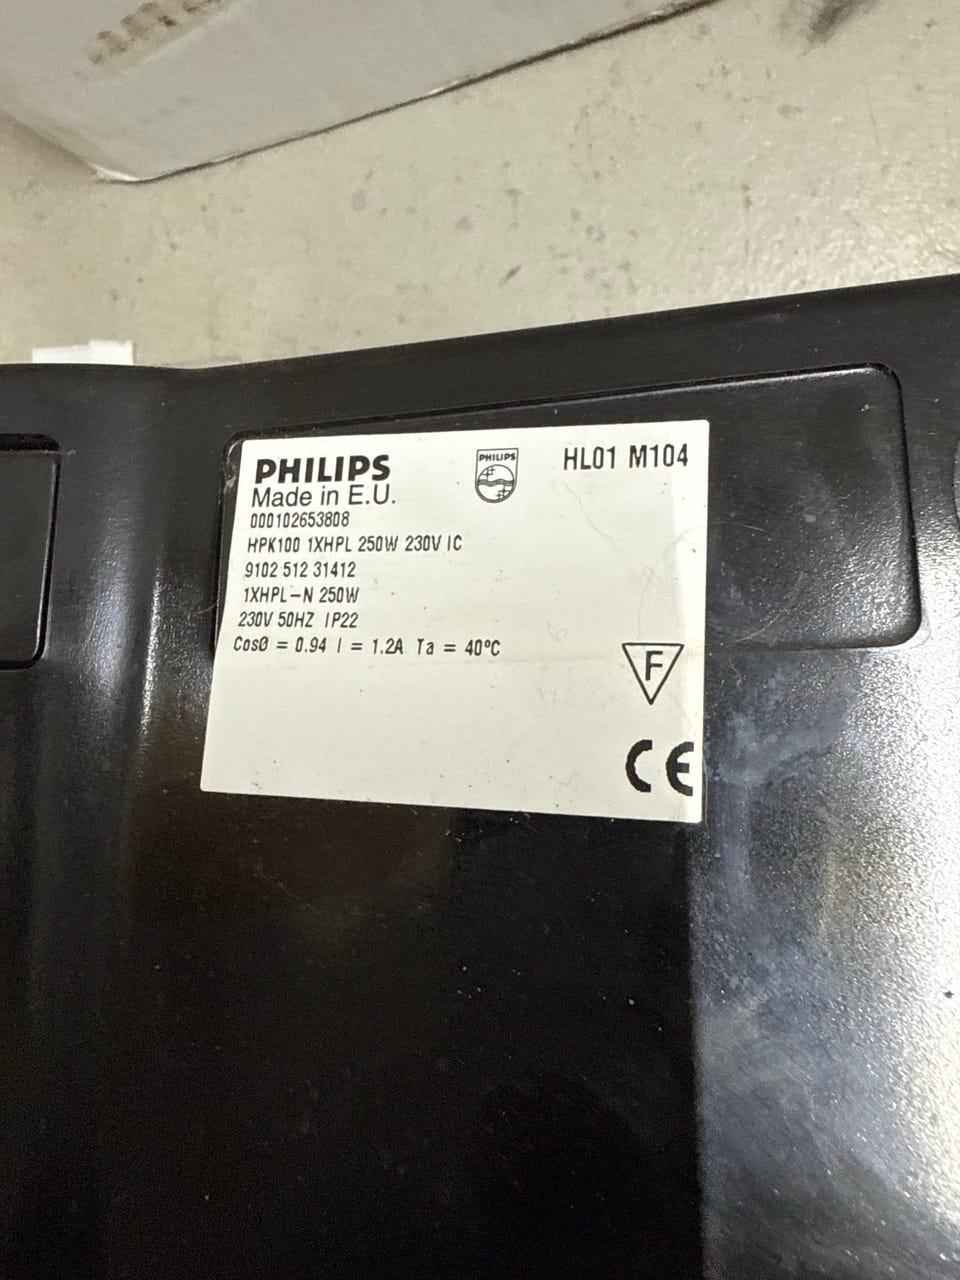 PHILIPS
PHILIPS
HL01 M104
Made in E.U.
000102653808
HPK100 1XHPL 250W 230V IC
9102 512 31412
1XHPL-N 250W
230V 50HZ IP22
CosØ = 0.94 I = 1.2A Ta = 40ºC
F
CE